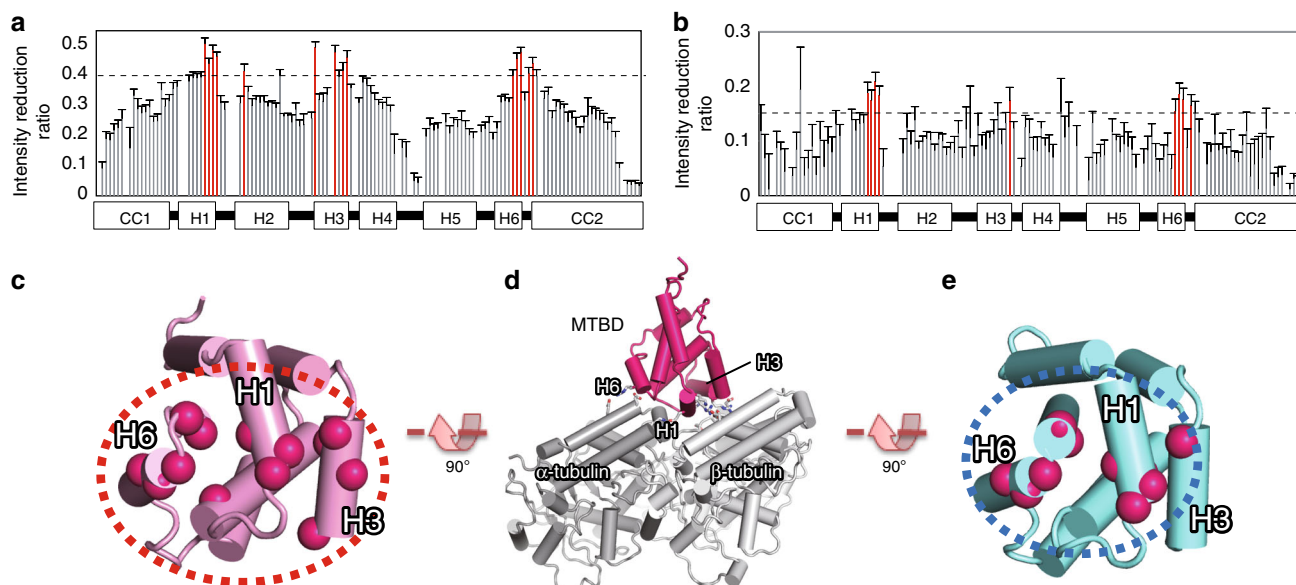 a
Intensity reduction
ratio
0.5
0.4
0.3
0.2
0.1
0
CC1 H1 H2 H3 H4 H5 H6 CC2
b
Intensity reduction
ratio
0.3
0.2
0.1
0
CC1 H1 H2 H3 H4 H5 H6 CC2
c
H1
H6
H3
90°
d
MTBD
H3
H6
H1
α-tubulin
β-tubulin
90°
e
H1
H6
H3